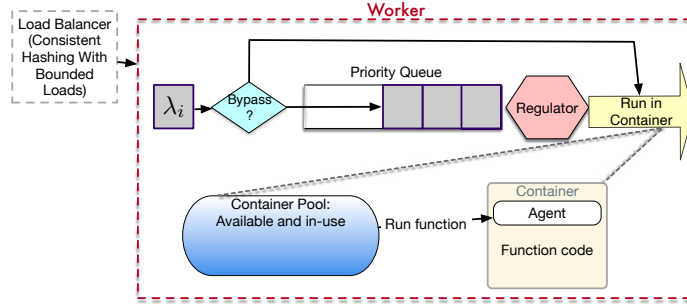 Worker
Load Balancer
(Consistent
Hashing With
Bounded
Loads)
λi
Bypass
?
Priority Queue
Regulator
Run in
Container
Container Pool:
Available and in-use
Run function
Container
Agent
Function code